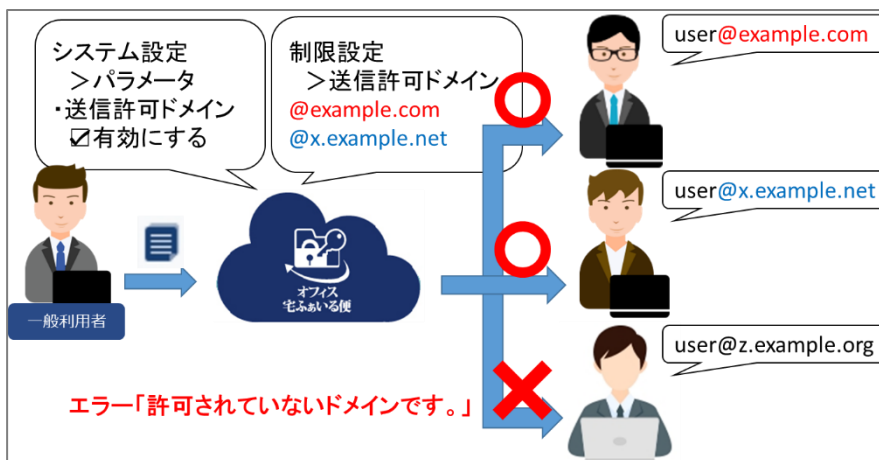 システム設定
＞パラメータ
・送信許可ドメイン
☑有効にする
制限設定
＞送信許可ドメイン
@example.com
@x.example.net
user@example.com
user@x.example.net
user@z.example.org
オフィス
宅ふぁいる便
一般利用者
エラー「許可されていないドメインです。」